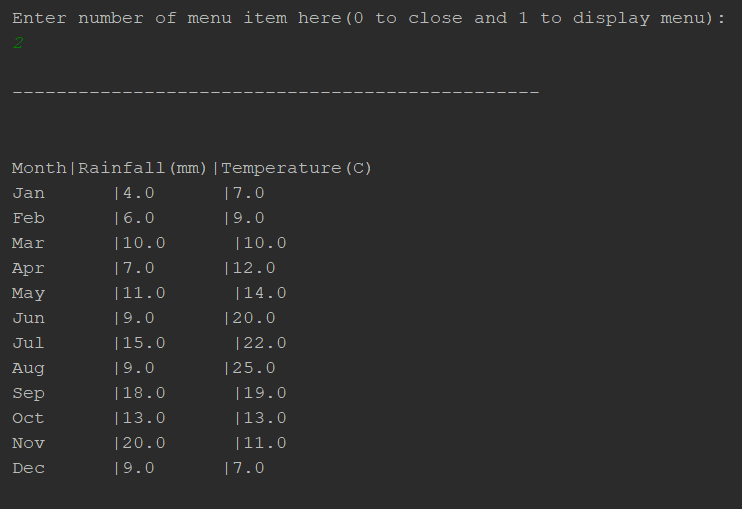 Enter number of menu item here(0 to close and 1 to display menu):
2
------------------------------------------------
Month|Rainfall(mm)|Temperature(C)
Jan      |4.0      |7.0
Feb      |6.0      |9.0
Mar      |10.0      |10.0
Apr      |7.0      |12.0
May      |11.0      |14.0
Jun      |9.0      |20.0
Jul      |15.0      |22.0
Aug      |9.0      |25.0
Sep      |18.0      |19.0
Oct      |13.0      |13.0
Nov      |20.0      |11.0
Dec      |9.0      |7.0